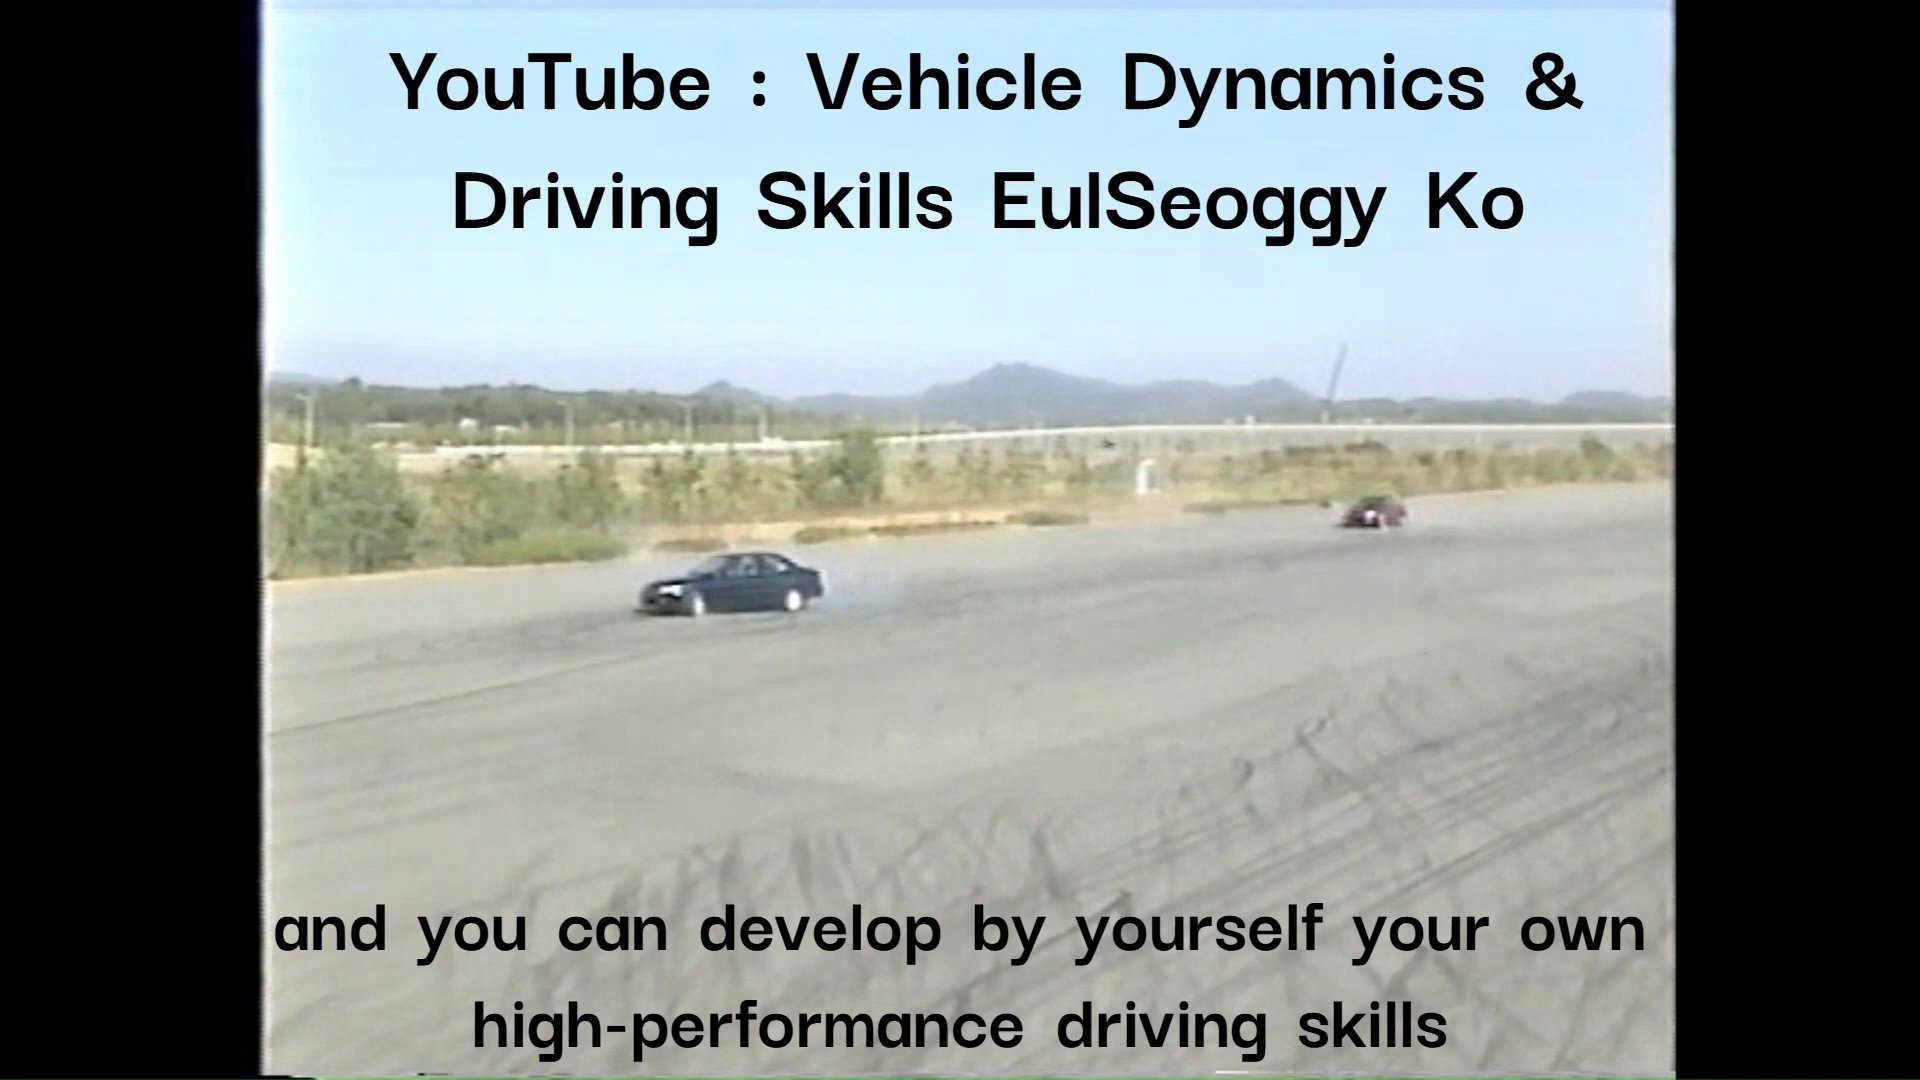 YouTube : Vehicle Dynamics &
Driving Skills EulSeoggy Ko
and you can develop by yourself your own
high-performance driving skills